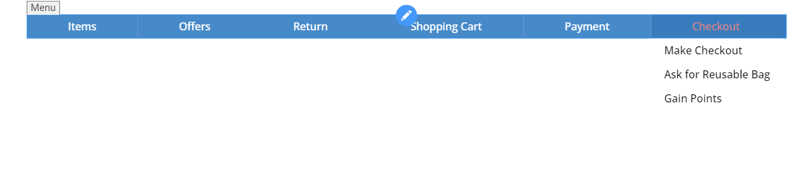 Menu
Items Offers Return Shopping Cart Payment Checkout
Make Checkout
Ask for Reusable Bag
Gain Points